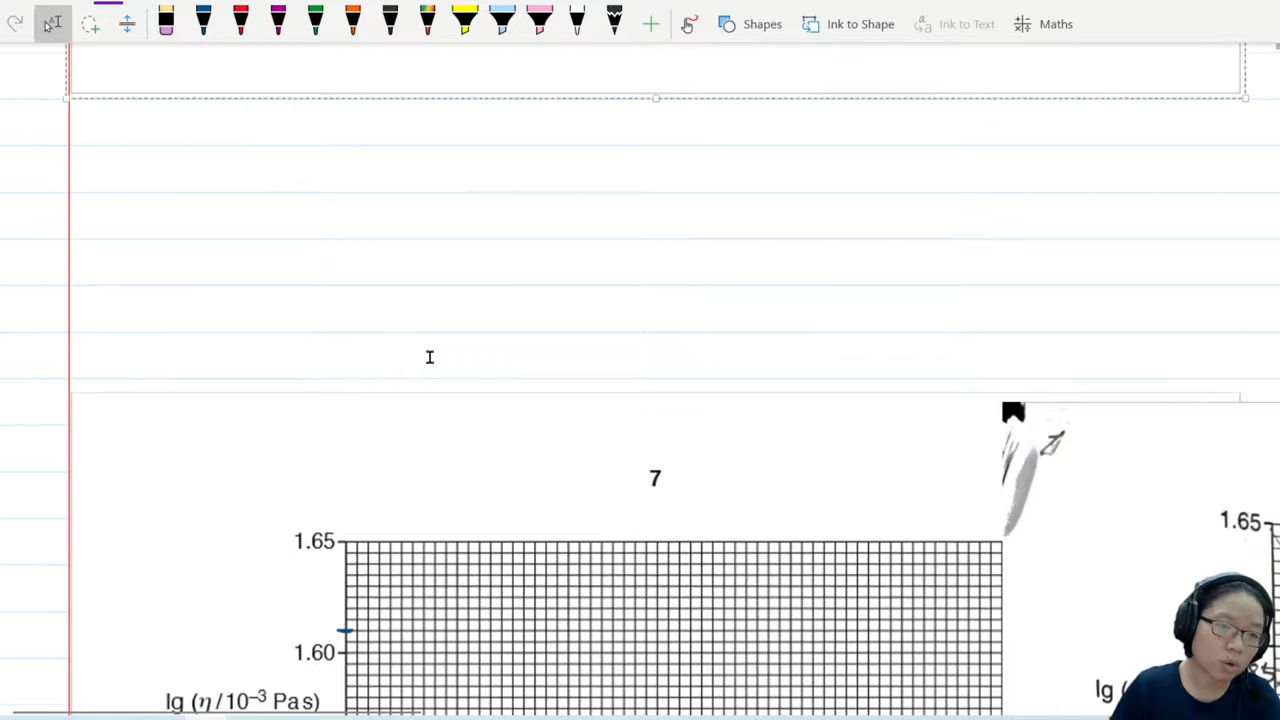 Shapes Ink to Shape Ink to Text Maths
7
1.65
1.65
1.60
lg (η/10⁻³ Pa s)
lg (